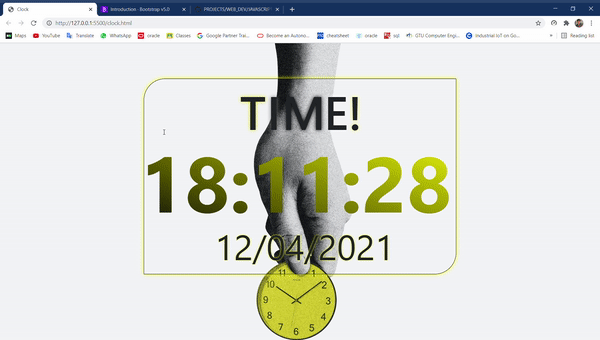 Clock
Introduction · Bootstrap v5.0
PROJECTS/WEB_DEV/JAVASCRIPT
http://127.0.0.1:5500/clock.html
Maps
YouTube
Translate
WhatsApp
oracle
Classes
Google Partner Trai...
Become an Autono...
cheatsheet
oracle
sql
GTU Computer Engi...
Industrial IoT on Go...
»
Reading list
TIME!
18:11:28
12/04/2021
11
1
10
2
9
3
8
4
7
5
6